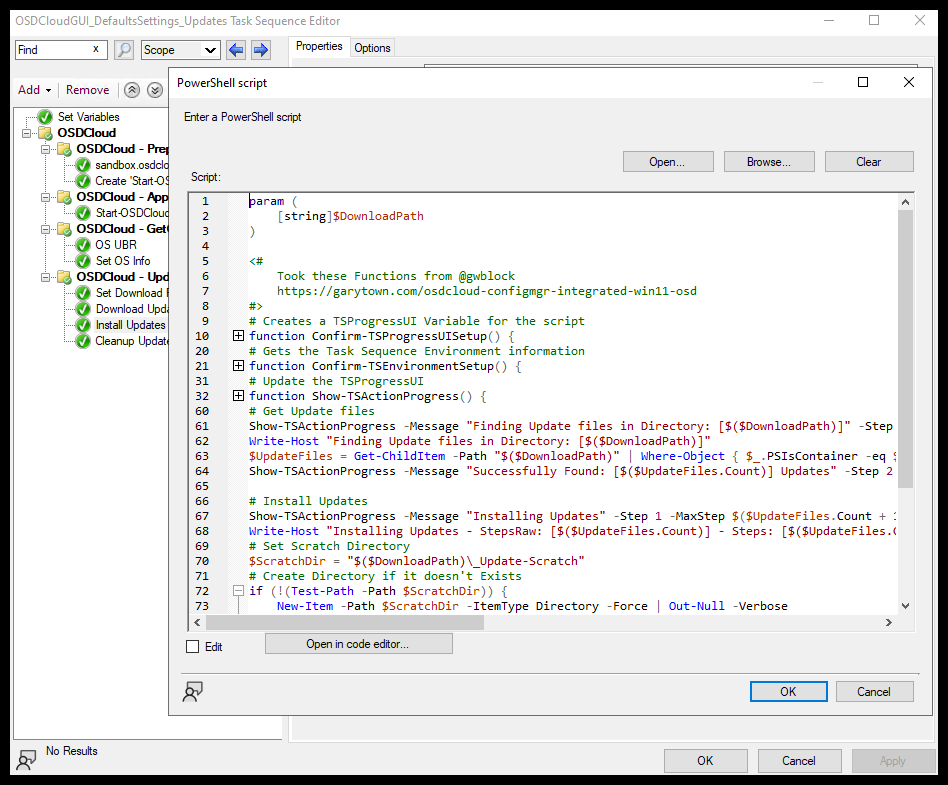 OSDCloudGUI_DefaultsSettings_Updates Task Sequence Editor
Find x Scope
Properties Options
Add Remove
Set Variables
OSDCloud
OSDCloud - Prep
sandbox.osdclo
Create 'Start-OS
OSDCloud - App
Start-OSDCloud
OSDCloud - Get
OS UBR
Set OS Info
OSDCloud - Upd
Set Download
Download Upda
Install Updates
Cleanup Update
No Results
PowerShell script
Enter a PowerShell script
Open... Browse... Clear
Script:
1 param (
2 [string]$DownloadPath
3 )
4
5 <#
6 Took these Functions from @gwblock
7 https://garytown.com/osdcloud-configmgr-integrated-win11-osd
8 #>
9 # Creates a TSProgressUI Variable for the script
10 function Confirm-TSProgressUISetup() {
20 # Gets the Task Sequence Environment information
21 function Confirm-TSEnvironmentSetup() {
31 # Update the TSProgressUI
32 function Show-TSActionProgress() {
60 # Get Update files
61 Show-TSActionProgress -Message "Finding Update files in Directory: [$($DownloadPath)]" -Step
62 Write-Host "Finding Update files in Directory: [$($DownloadPath)]"
63 $UpdateFiles = Get-ChildItem -Path "$($DownloadPath)" | Where-Object { $_.PSIsContainer -eq $
64 Show-TSActionProgress -Message "Successfully Found: [$($UpdateFiles.Count)] Updates" -Step 2
65
66 # Install Updates
67 Show-TSActionProgress -Message "Installing Updates" -Step 1 -MaxStep $($UpdateFiles.Count + 1
68 Write-Host "Installing Updates - StepsRaw: [$($UpdateFiles.Count)] - Steps: [$($UpdateFiles.C
69 # Set Scratch Directory
70 $ScratchDir = "$($DownloadPath)\_Update-Scratch"
71 # Create Directory if it doesn't Exists
72 if (!(Test-Path -Path $ScratchDir)) {
73 New-Item -Path $ScratchDir -ItemType Directory -Force | Out-Null -Verbose
Edit Open in code editor...
OK Cancel
OK Cancel Apply